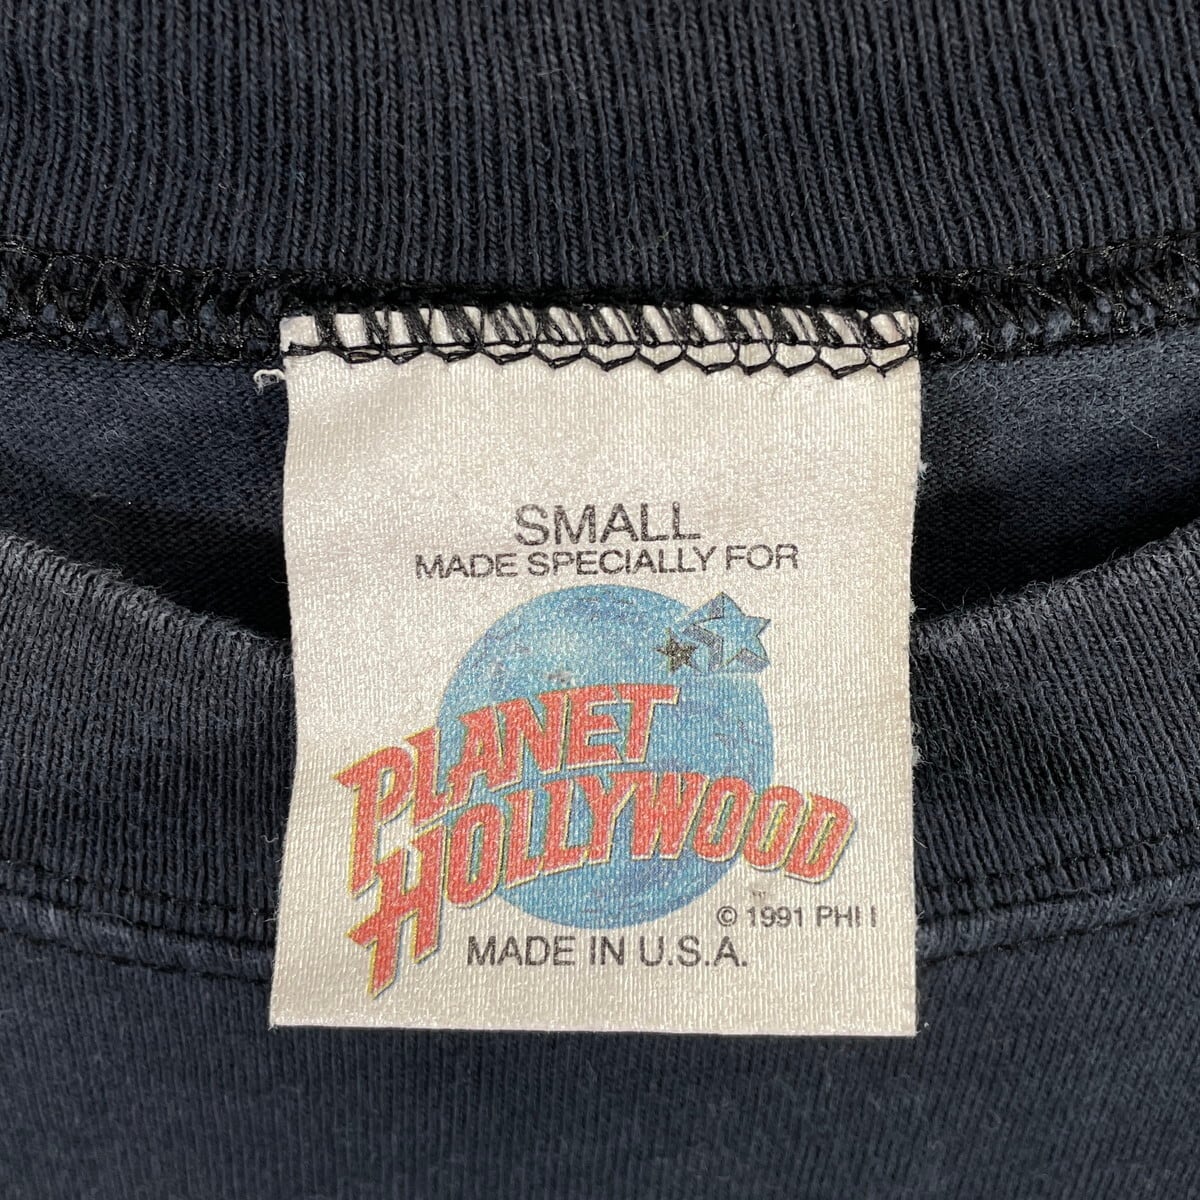 SMALL
MADE SPECIALLY FOR
PLANET
HOLLYWOOD
© 1991 PHI I
MADE IN U.S.A.